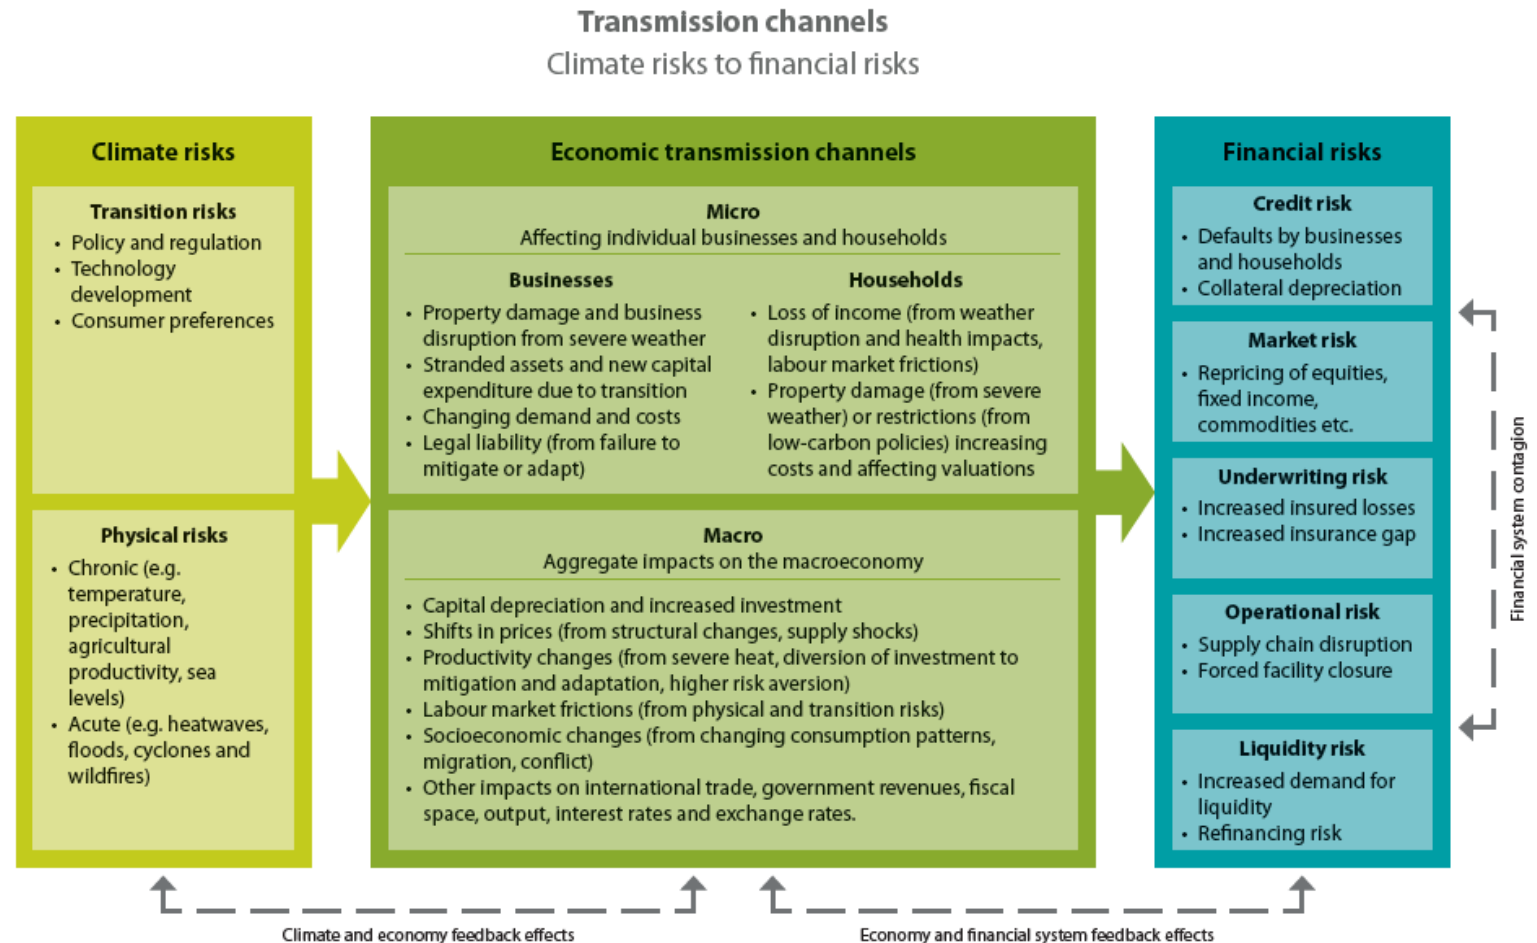 Transmission channels
Climate risks to financial risks
Climate risks
Transition risks
• Policy and regulation
• Technology
development
• Consumer preferences
Physical risks
• Chronic (e.g.
temperature,
precipitation,
agricultural
productivity, sea
levels)
• Acute (e.g. heatwaves,
floods, cyclones and
wildfires)
Economic transmission channels
Micro
Affecting individual businesses and households
Businesses
• Property damage and business
disruption from severe weather
• Stranded assets and new capital
expenditure due to transition
• Changing demand and costs
• Legal liability (from failure to
mitigate or adapt)
Households
• Loss of income (from weather
disruption and health impacts,
labour market frictions)
• Property damage (from severe
weather) or restrictions (from
low-carbon policies) increasing
costs and affecting valuations
Macro
Aggregate impacts on the macroeconomy
• Capital depreciation and increased investment
• Shifts in prices (from structural changes, supply shocks)
• Productivity changes (from severe heat, diversion of investment to
mitigation and adaptation, higher risk aversion)
• Labour market frictions (from physical and transition risks)
• Socioeconomic changes (from changing consumption patterns,
migration, conflict)
• Other impacts on international trade, government revenues, fiscal
space, output, interest rates and exchange rates.
Financial risks
Credit risk
• Defaults by businesses
and households
• Collateral depreciation
Market risk
• Repricing of equities,
fixed income,
commodities etc.
Underwriting risk
• Increased insured losses
• Increased insurance gap
Operational risk
• Supply chain disruption
• Forced facility closure
Liquidity risk
• Increased demand for
liquidity
• Refinancing risk
Financial system contagion
Climate and economy feedback effects
Economy and financial system feedback effects